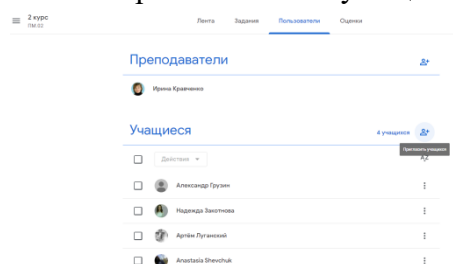 2 курс
ПМ.02
Лента Задания Пользователи Оценки
Преподаватели
Ирина Кравченко
Учащиеся
4 учащихся
Пригласить учащихся
Действия
AZ
Александр Грузин
Надежда Закотнова
Артём Луганский
Anastasia Shevchuk